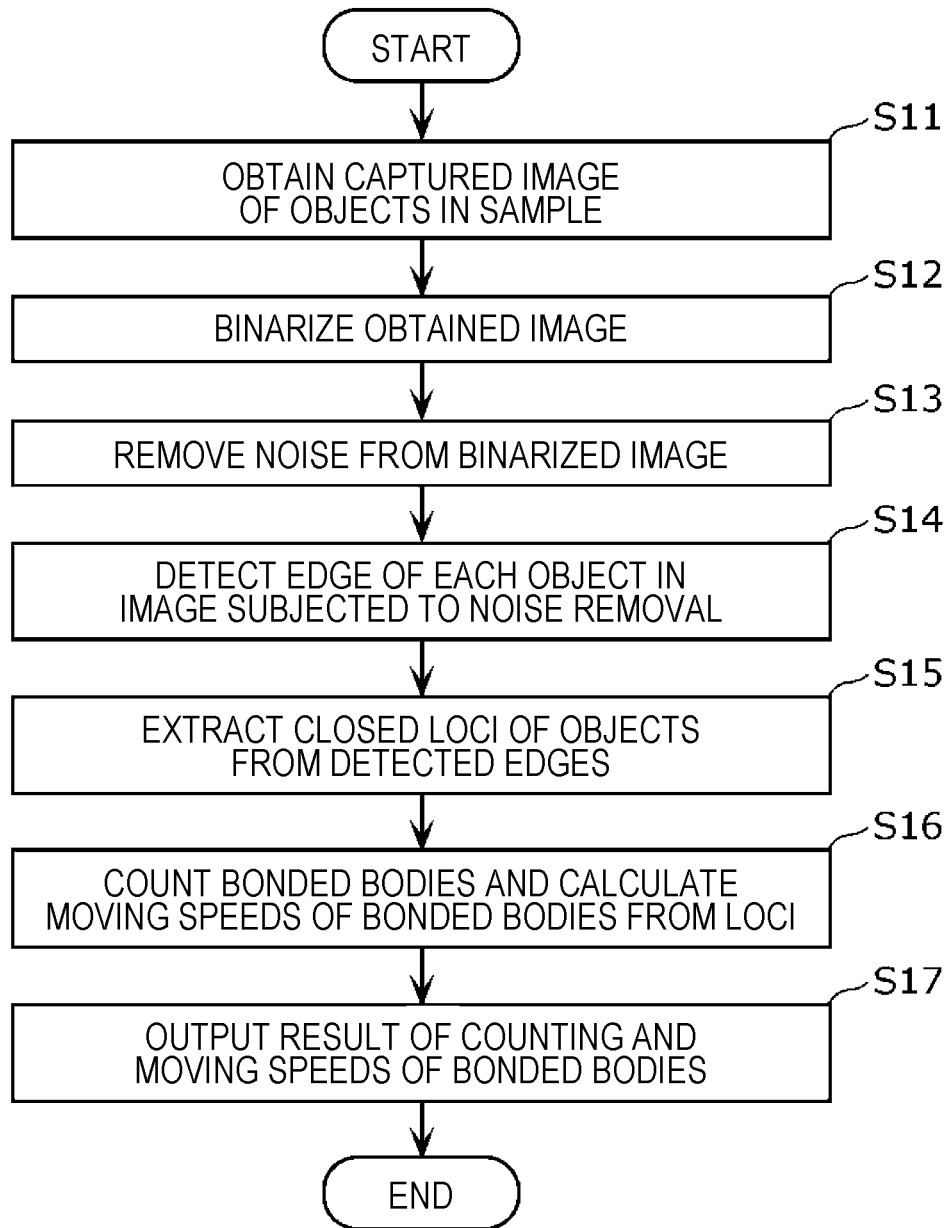 START
S11
OBTAIN CAPTURED IMAGE
OF OBJECTS IN SAMPLE
S12
BINARIZE OBTAINED IMAGE
S13
REMOVE NOISE FROM BINARIZED IMAGE
S14
DETECT EDGE OF EACH OBJECT IN
IMAGE SUBJECTED TO NOISE REMOVAL
S15
EXTRACT CLOSED LOCI OF OBJECTS
FROM DETECTED EDGES
S16
COUNT BONDED BODIES AND CALCULATE
MOVING SPEEDS OF BONDED BODIES FROM LOCI
S17
OUTPUT RESULT OF COUNTING AND
MOVING SPEEDS OF BONDED BODIES
END